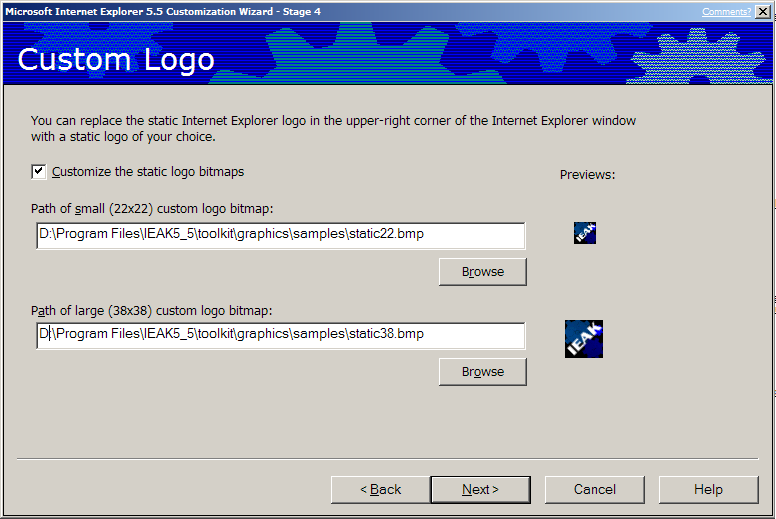 Microsoft Internet Explorer 5.5 Customization Wizard - Stage 4
Comments?
Custom Logo
You can replace the static Internet Explorer logo in the upper-right corner of the Internet Explorer window
with a static logo of your choice.
Customize the static logo bitmaps
Previews:
Path of small (22x22) custom logo bitmap:
D:\Program Files\IEAK5_5\toolkit\graphics\samples\static22.bmp
IEAK
Browse
Path of large (38x38) custom logo bitmap:
D:\Program Files\IEAK5_5\toolkit\graphics\samples\static38.bmp
IEAK
Browse
< Back
Next >
Cancel
Help